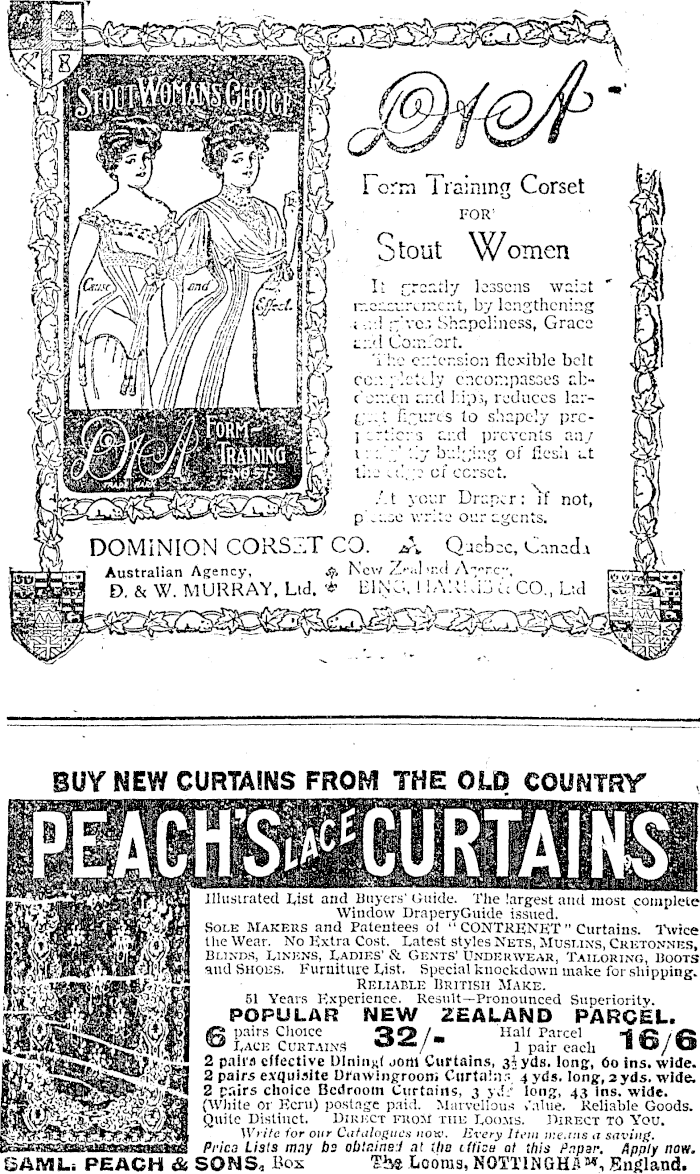 STOUT WOMANS CHOICE
Cause and Effect.
D & A FORM-
TRAINING
No. 575
D & A
Form Training Corset
FOR
Stout Women
It greatly lessens waist
measurement, by lengthening
and gives Shapeliness, Grace
and Comfort.
The extension flexible belt
completely encompasses ab-
domen and hips, reduces lar-
gest figures to shapely pro-
portions and prevents any
unsightly bulging of flesh at
the edge of corset.
At your Draper: if not,
please write our agents.
DOMINION CORSET CO. Quebec, Canada
Australian Agency, New Zealand Agency,
D. & W. MURRAY, Ltd. BING, HARRIS & CO., Ltd
BUY NEW CURTAINS FROM THE OLD COUNTRY
PEACH'S LACE CURTAINS
Illustrated List and Buyers' Guide. The largest and most complete
Window DraperyGuide issued.
SOLE MAKERS and Patentees of "CONTRENET" Curtains. Twice
the Wear. No Extra Cost. Latest styles NETS, MUSLINS, CRETONNES,
BLINDS, LINENS, LADIES' & GENTS' UNDERWEAR, TAILORING, BOOTS
and SHOES. Furniture List. Special knockdown make for shipping.
RELIABLE BRITISH MAKE.
51 Years Experience. Result—Pronounced Superiority.
POPULAR NEW ZEALAND PARCEL.
6 pairs Choice LACE CURTAINS 32/- Half Parcel 1 pair each 16/6
2 pairs effective Diningroom Curtains, 3½ yds. long, 60 ins. wide.
2 pairs exquisite Drawingroom Curtains 4 yds. long, 2 yds. wide.
2 pairs choice Bedroom Curtains, 3 yds. long, 43 ins. wide.
(White or Ecru) postage paid. Marvellous Value. Reliable Goods.
Quite Distinct. DIRECT FROM THE LOOMS. DIRECT TO YOU.
Write for our Catalogues now. Every Item means a saving.
Price Lists may be obtained at the office of this Paper. Apply now.
SAML. PEACH & SONS, Box The Looms, NOTTINGHAM, England.